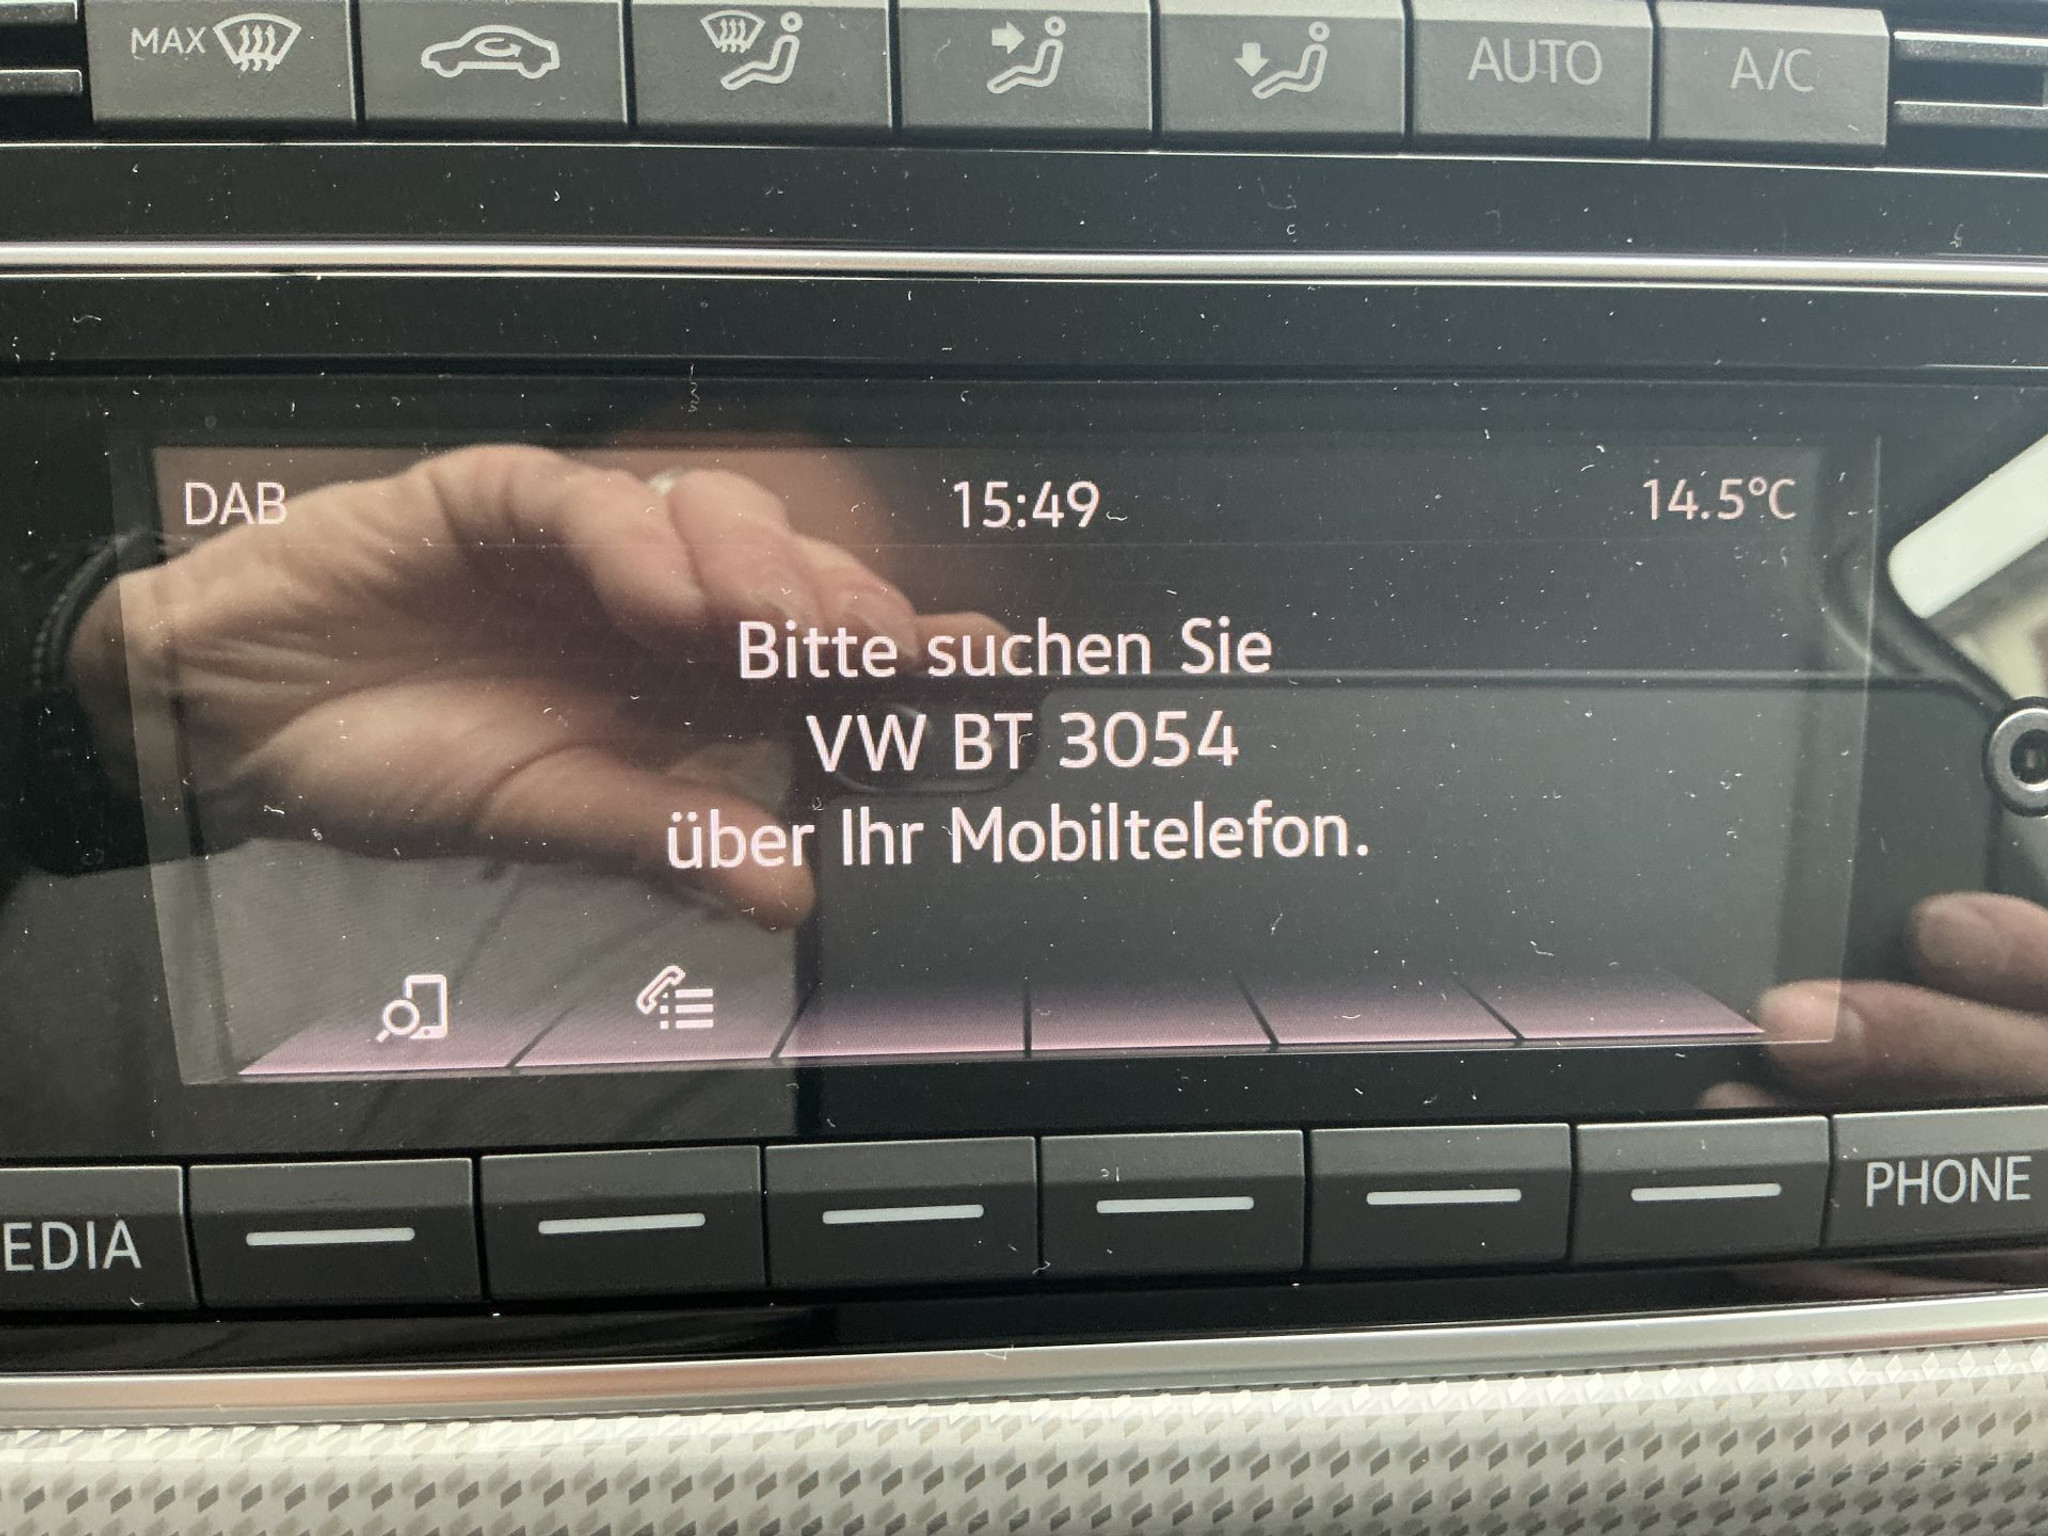 MAX
AUTO
A/C
DAB 15:49 14.5°C
Bitte suchen Sie
VW BT 3054
über Ihr Mobiltelefon.
EDIA
PHONE